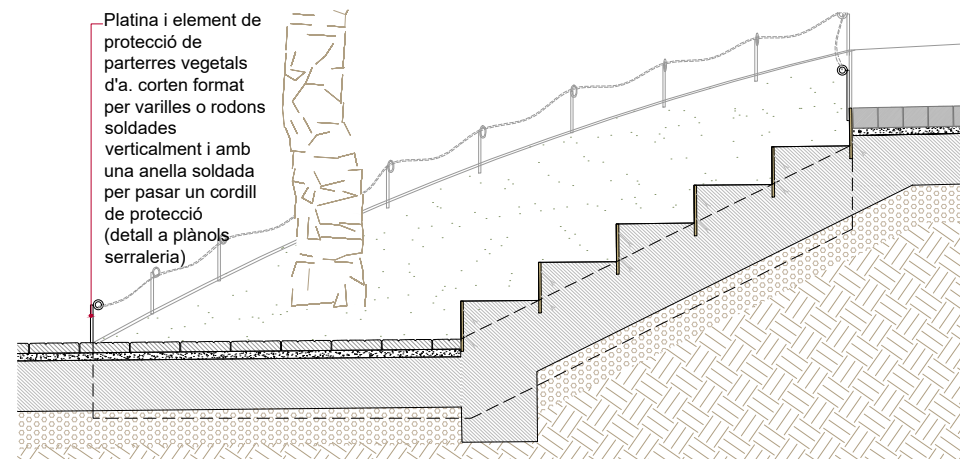 Platina i element de
protecció de
parterres vegetals
d'a. corten format
per varilles o rodons
soldades
verticalment i amb
una anella soldada
per pasar un cordill
de protecció
(detall a plànols
serraleria)